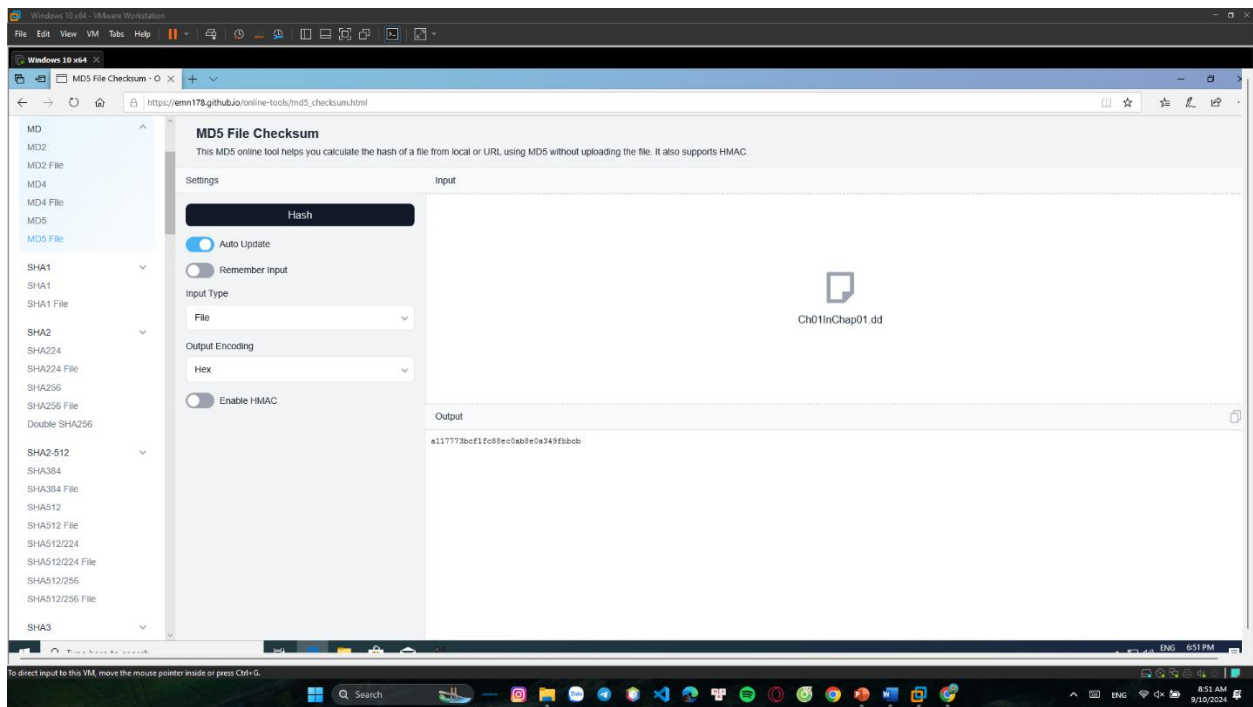 Windows 10 x64 - VMware Workstation
File Edit View VM Tabs Help
Windows 10 x64
MD5 File Checksum - O
https://emn178.github.io/online-tools/md5_checksum.html
MD
MD2
MD2 File
MD4
MD4 File
MD5
MD5 File
SHA1
SHA1
SHA1 File
SHA2
SHA224
SHA224 File
SHA256
SHA256 File
Double SHA256
SHA2-512
SHA384
SHA384 File
SHA512
SHA512 File
SHA512/224
SHA512/224 File
SHA512/256
SHA512/256 File
SHA3
MD5 File Checksum
This MD5 online tool helps you calculate the hash of a file from local or URL using MD5 without uploading the file. It also supports HMAC.
Settings
Hash
Auto Update
Remember Input
Input Type
File
Output Encoding
Hex
Enable HMAC
Input
Ch01InChap01.dd
Output
a117773bcf1fc88ec0ab8e0a349fbbcb
ENG 6:51 PM
To direct input to this VM, move the mouse pointer inside or press Ctrl+G.
Search
ENG
8:51 AM
9/10/2024